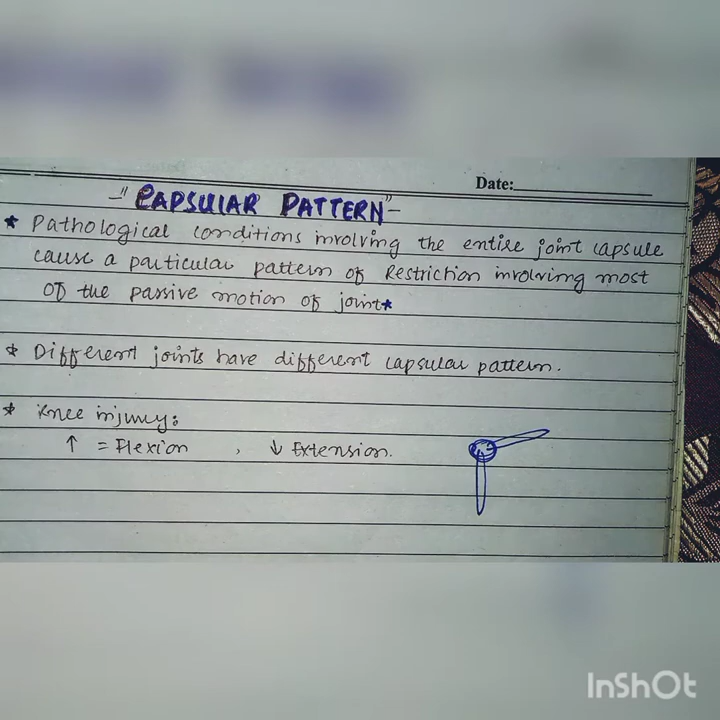 Date:
-"CAPSULAR PATTERN"-
* Pathological conditions involving the entire joint capsule
cause a particular pattern of Restriction involving most
of the passive motion of joint*
* Different joints have different capsular pattern.
* Knee injury:
↑ = Flexion , ↓ Extension.
InShOt